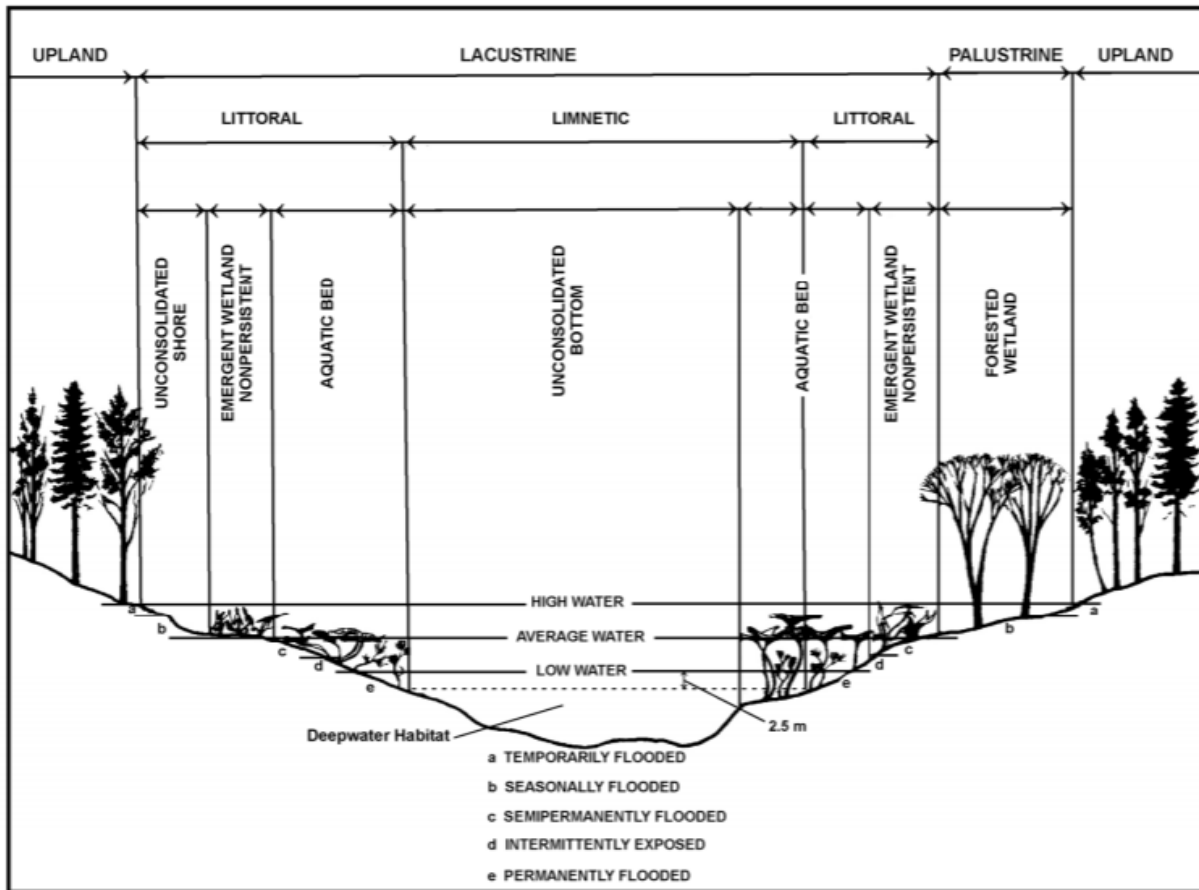 UPLAND
LACUSTRINE
PALUSTRINE
UPLAND
LITTORAL
LIMNETIC
LITTORAL
UNCONSOLIDATED
SHORE
EMERGENT WETLAND
NONPERSISTENT
AQUATIC BED
UNCONSOLIDATED
BOTTOM
AQUATIC BED
EMERGENT WETLAND
NONPERSISTENT
FORESTED
WETLAND
HIGH WATER
AVERAGE WATER
LOW WATER
a
b
c
d
e
a
b
c
d
e
2.5 m
Deepwater Habitat
a TEMPORARILY FLOODED
b SEASONALLY FLOODED
c SEMIPERMANENTLY FLOODED
d INTERMITTENTLY EXPOSED
e PERMANENTLY FLOODED